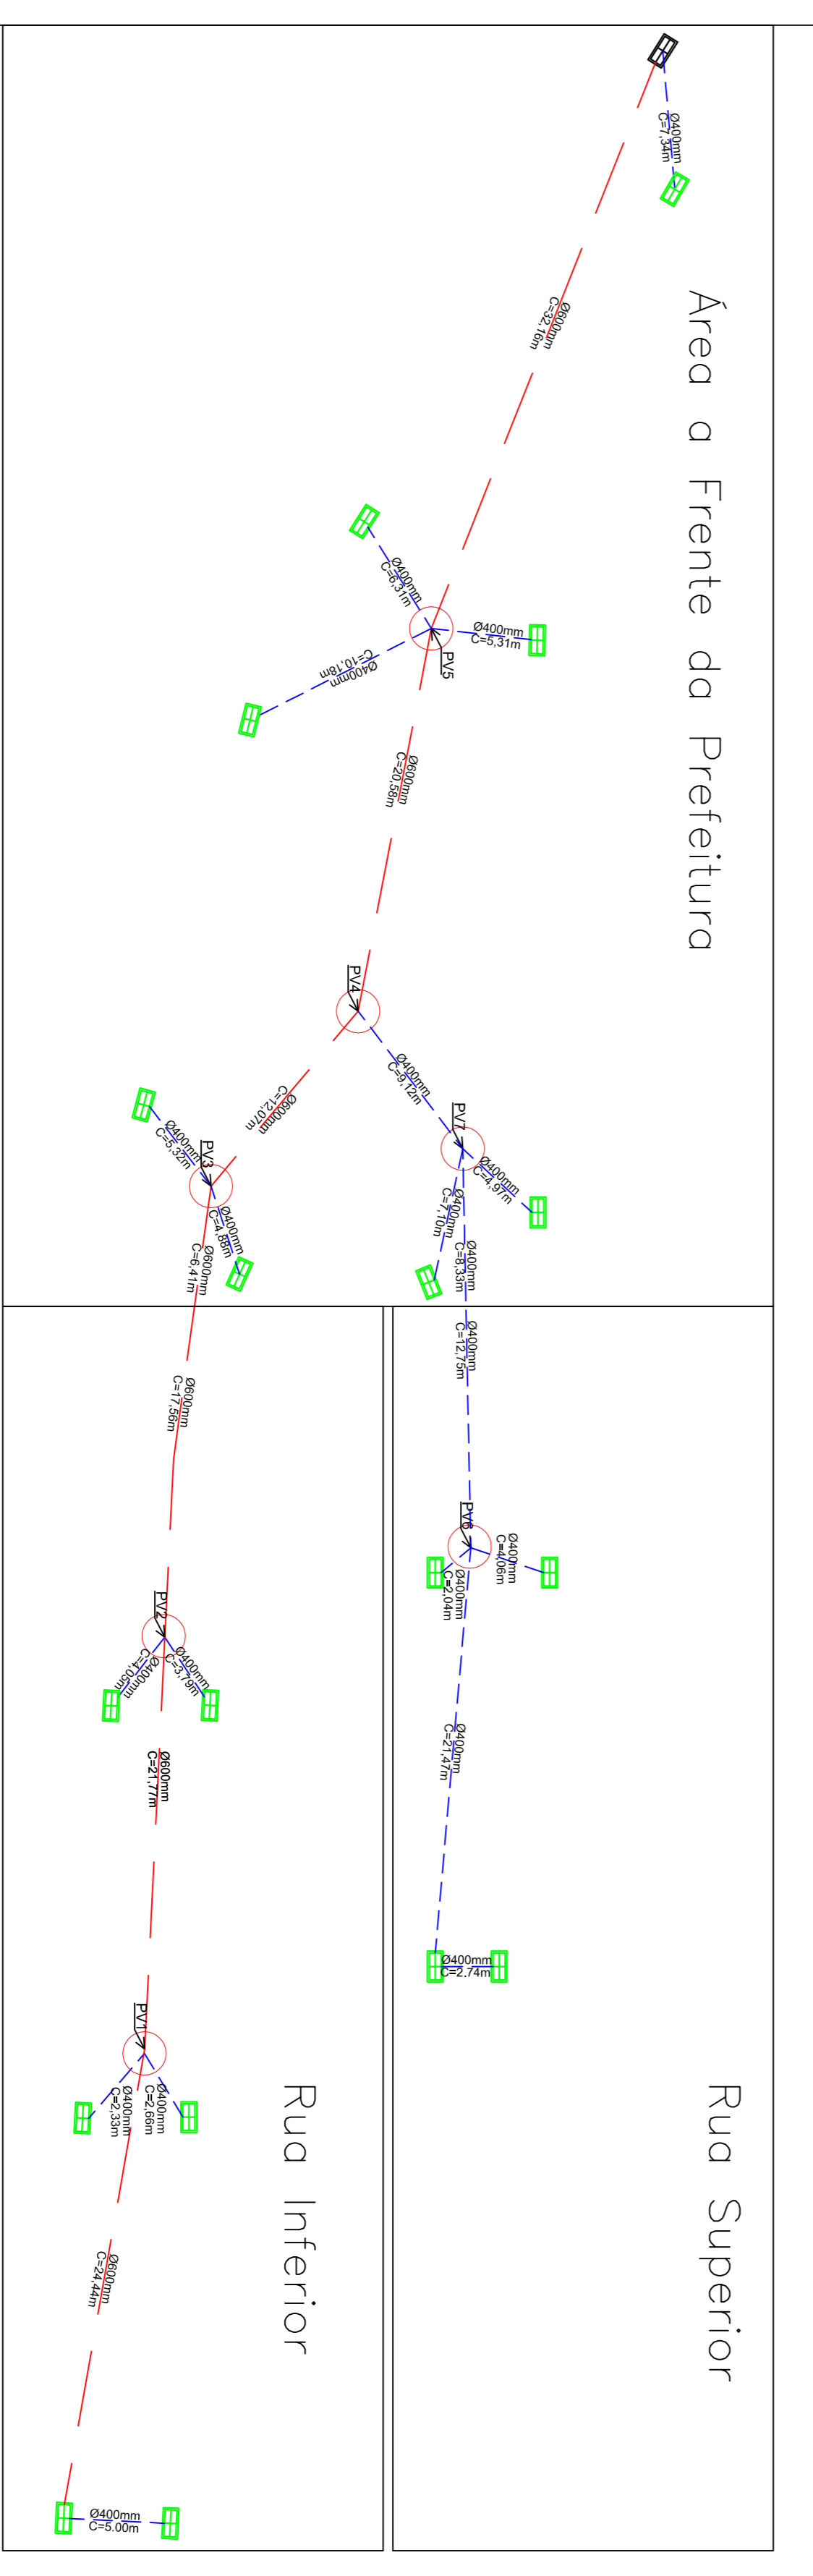 Ø400mm
C=7,34m
Área a Frente da Prefeitura
Ø600mm
C=32,16m
Ø400mm
C=6,31m
Ø400mm
C=5,31m
PV5
Ø400mm
C=10,18m
Ø600mm
C=20,58m
PV4
Ø400mm
C=9,12m
Ø600mm
C=12,07m
PV7
Ø400mm
C=5,32m
PV3
Ø400mm
C=4,97m
Ø400mm
C=7,10m
Ø400mm
C=4,88m
Ø400mm
C=8,33m
Ø600mm
C=6,41m
Ø400mm
C=12,75m
Ø600mm
C=17,56m
PV6
Ø400mm
C=4,06m
Ø400mm
C=2,04m
PV2
Ø400mm
C=4,05m
Ø400mm
C=3,79m
Ø400mm
C=21,47m
Ø600mm
C=21,77m
Ø400mm
C=2.74m
PV1
Ø400mm
C=2,33m
Ø400mm
C=2,66m
Rua Superior
Rua Inferior
Ø600mm
C=24,44m
Ø400mm
C=5.00m